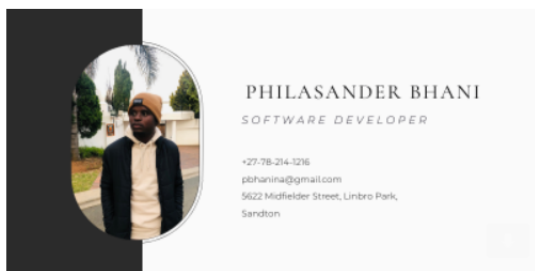 PHILASANDER BHANI
SOFTWARE DEVELOPER
+27-78-214-1216
pbhanina@gmail.com
5622 Midfielder Street, Linbro Park,
Sandton